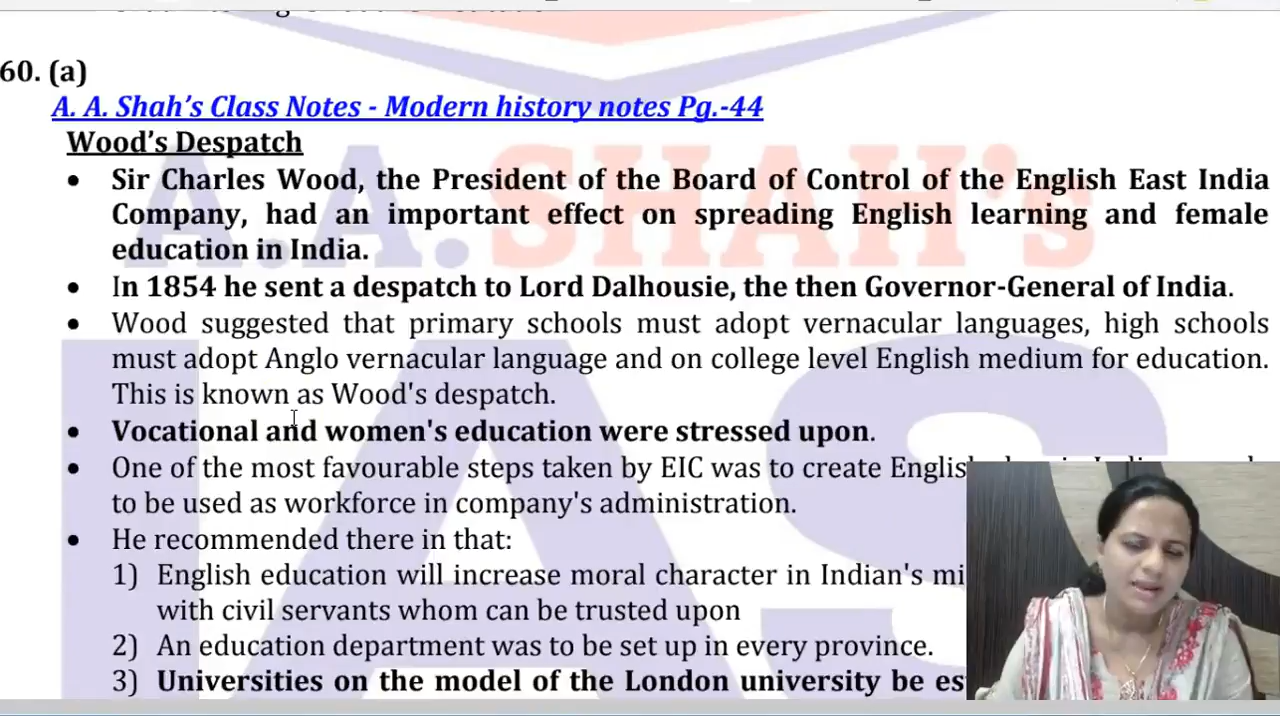 60. (a)
A. A. Shah's Class Notes - Modern history notes Pg.-44
Wood's Despatch
• Sir Charles Wood, the President of the Board of Control of the English East India
Company, had an important effect on spreading English learning and female
education in India.
• In 1854 he sent a despatch to Lord Dalhousie, the then Governor-General of India.
• Wood suggested that primary schools must adopt vernacular languages, high schools
must adopt Anglo vernacular language and on college level English medium for education.
This is known as Wood's despatch.
• Vocational and women's education were stressed upon.
• One of the most favourable steps taken by EIC was to create English
to be used as workforce in company's administration.
• He recommended there in that:
1) English education will increase moral character in Indian's mi
with civil servants whom can be trusted upon
2) An education department was to be set up in every province.
3) Universities on the model of the London university be es
A.A.SHAH's
IAS